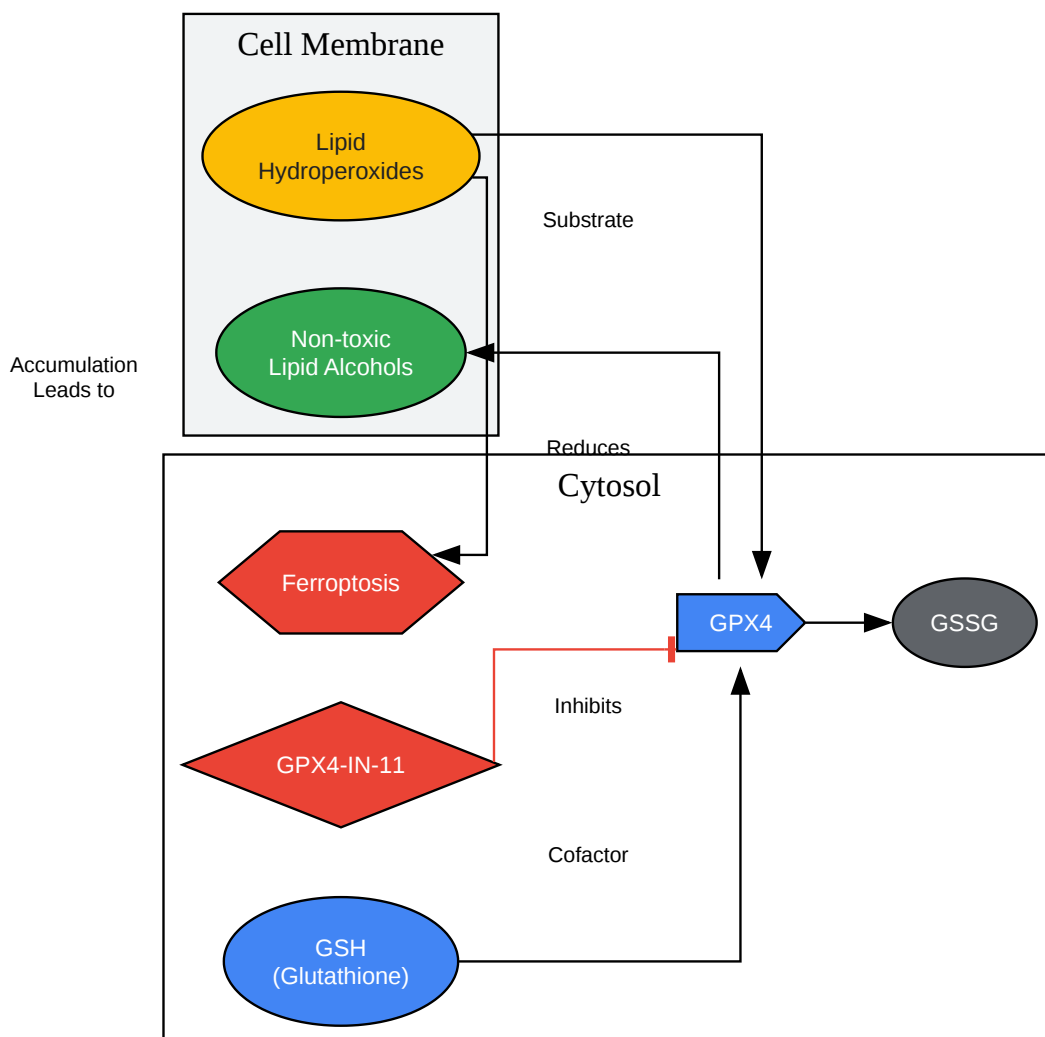 Cell Membrane
Lipid
Hydroperoxides
Substrate
Non-toxic
Lipid Alcohols
Accumulation
Leads to
Reduces
Cytosol
Ferroptosis
GPX4
GSSG
Inhibits
GPX4-IN-11
Cofactor
GSH
(Glutathione)